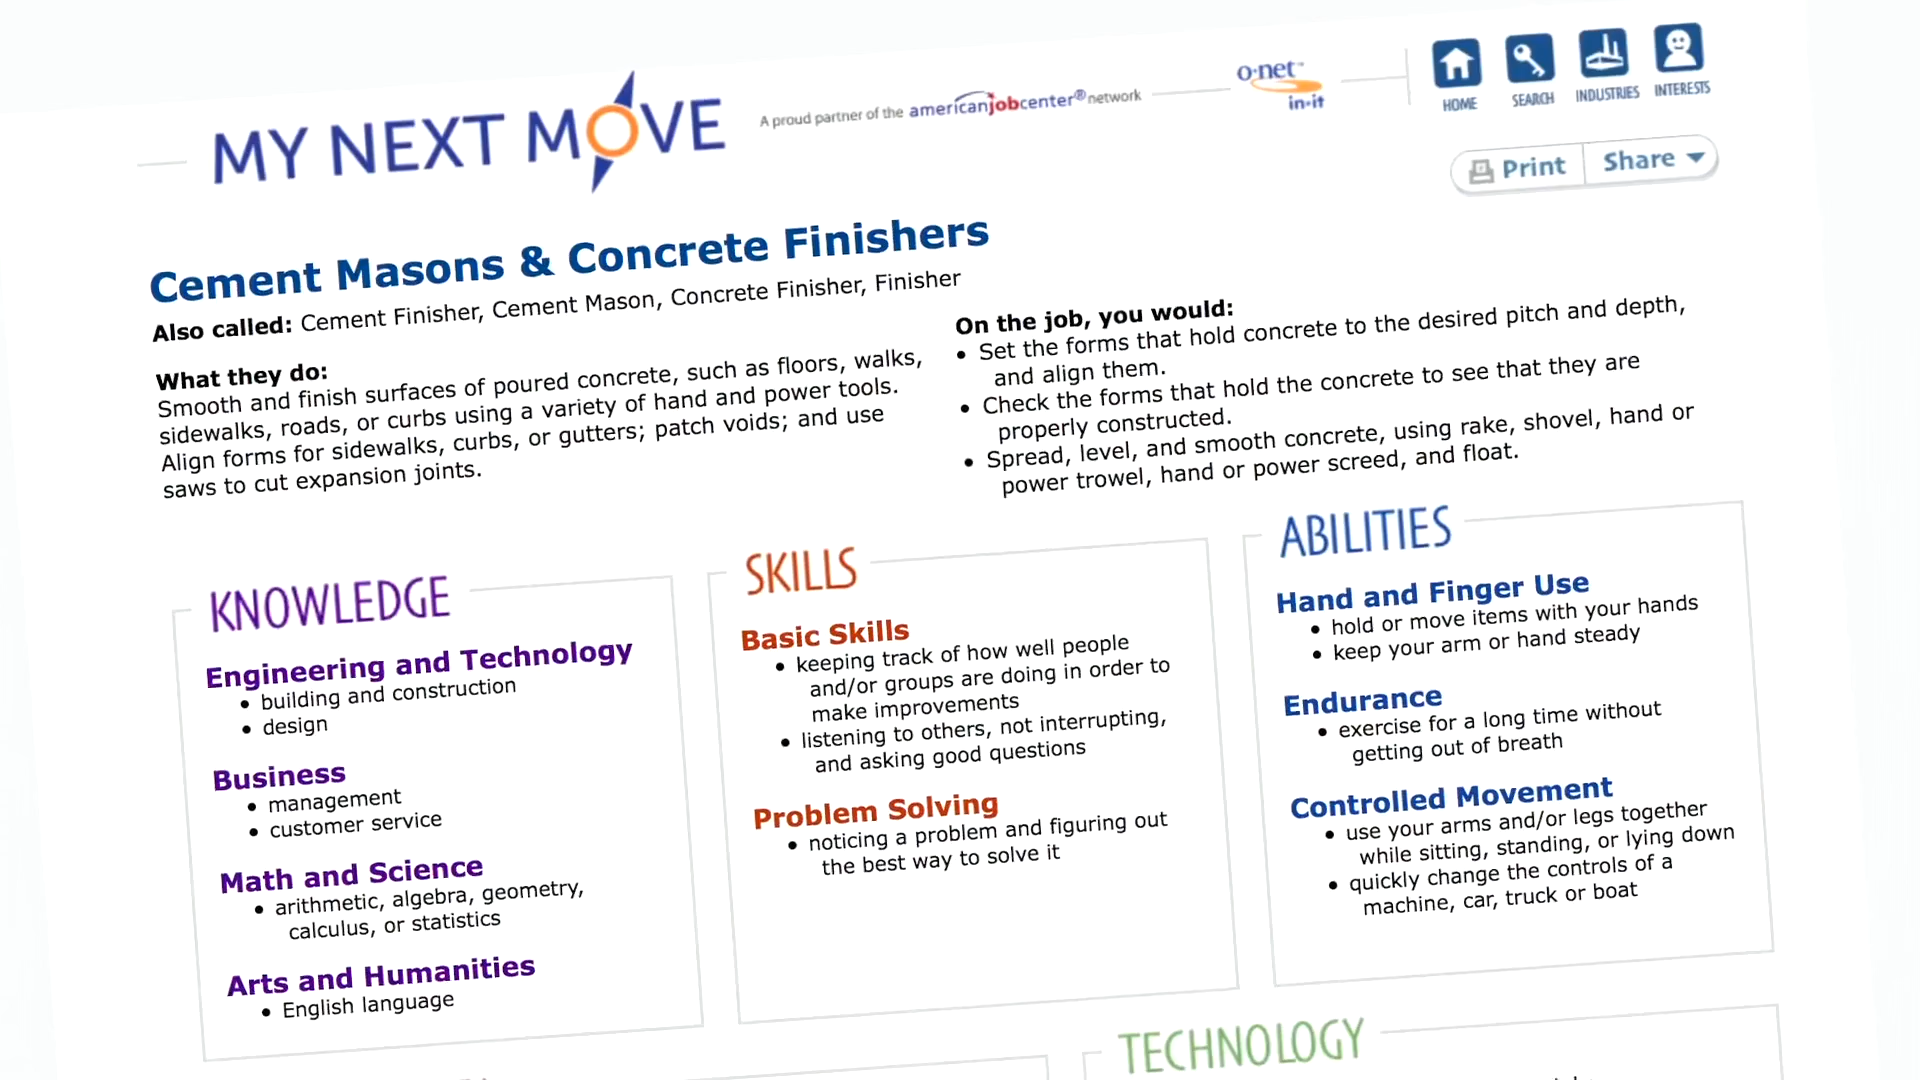 MY NEXT MOVE
A proud partner of the americanjobcenter® network
o·net™
in-it
HOME
SEARCH
INDUSTRIES
INTERESTS
Print
Share
Cement Masons & Concrete Finishers
Also called: Cement Finisher, Cement Mason, Concrete Finisher, Finisher
What they do:
Smooth and finish surfaces of poured concrete, such as floors, walks,
sidewalks, roads, or curbs using a variety of hand and power tools.
Align forms for sidewalks, curbs, or gutters; patch voids; and use
saws to cut expansion joints.
On the job, you would:
• Set the forms that hold concrete to the desired pitch and depth,
and align them.
• Check the forms that hold the concrete to see that they are
properly constructed.
• Spread, level, and smooth concrete, using rake, shovel, hand or
power trowel, hand or power screed, and float.
KNOWLEDGE
Engineering and Technology
• building and construction
• design
Business
• management
• customer service
Math and Science
• arithmetic, algebra, geometry,
calculus, or statistics
Arts and Humanities
• English language
SKILLS
Basic Skills
• keeping track of how well people
and/or groups are doing in order to
make improvements
• listening to others, not interrupting,
and asking good questions
Problem Solving
• noticing a problem and figuring out
the best way to solve it
ABILITIES
Hand and Finger Use
• hold or move items with your hands
• keep your arm or hand steady
Endurance
• exercise for a long time without
getting out of breath
Controlled Movement
• use your arms and/or legs together
while sitting, standing, or lying down
• quickly change the controls of a
machine, car, truck or boat
TECHNOLOGY